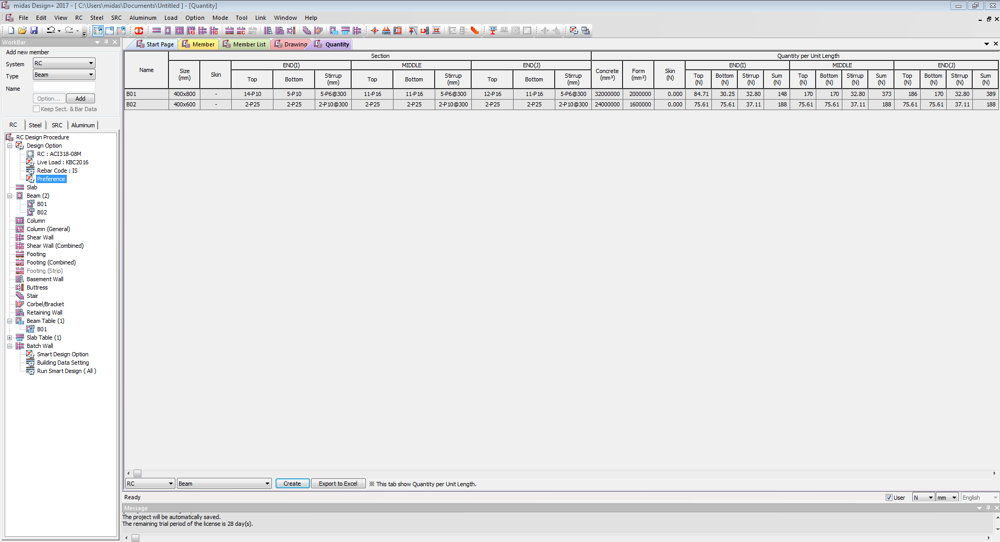 midas Design+ 2017 - [ C:\Users\midas\Documents\Untitled ] - [Quantity]
File Edit View RC Steel SRC Aluminum Load Option Mode Tool Link Window Help
WorkBar
Add new member
System RC
Type Beam
Name
Option... Add
Keep Sect. & Bar Data
RC Steel SRC Aluminum
RC Design Procedure
Design Option
RC : ACI318-08M
Live Load : KBC2016
Rebar Code : IS
Preference
Slab
Beam (2)
B01
B02
Column
Column (General)
Shear Wall
Shear Wall (Combined)
Footing
Footing (Combined)
Footing (Strip)
Basement Wall
Buttress
Stair
Corbel/Bracket
Retaining Wall
Beam Table (1)
B01
Slab Table (1)
Batch Wall
Smart Design Option
Building Data Setting
Run Smart Design ( All )
Start Page Member Member List Drawing Quantity
Name Section Quantity per Unit Length
Size (mm) Skin END(I) MIDDLE END(J) Concrete (mm³) Form (mm²) Skin (N) END(I) MIDDLE END(J)
Top Bottom Stirrup (mm) Top Bottom Stirrup (mm) Top Bottom Stirrup (mm) Top (N) Bottom (N) Stirrup (N) Sum (N) Top (N) Bottom (N) Stirrup (N) Sum (N) Top (N) Bottom (N) Stirrup (N) Sum (N)
B01 400x800 - 14-P10 5-P10 5-P6@300 11-P16 11-P16 5-P6@300 12-P16 11-P16 5-P6@300 32000000 2000000 0.000 84.71 30.25 32.80 148 170 170 32.80 373 186 170 32.80 389
B02 400x600 - 2-P25 2-P25 2-P10@300 2-P25 2-P25 2-P10@300 2-P25 2-P25 2-P10@300 24000000 1600000 0.000 75.61 75.61 37.11 188 75.61 75.61 37.11 188 75.61 75.61 37.11 188
RC Beam Create Export to Excel ※ This tab show Quantity per Unit Length.
Ready User N mm English
Message
The project will be automatically saved.
The remaining trial period of the license is 28 day(s).